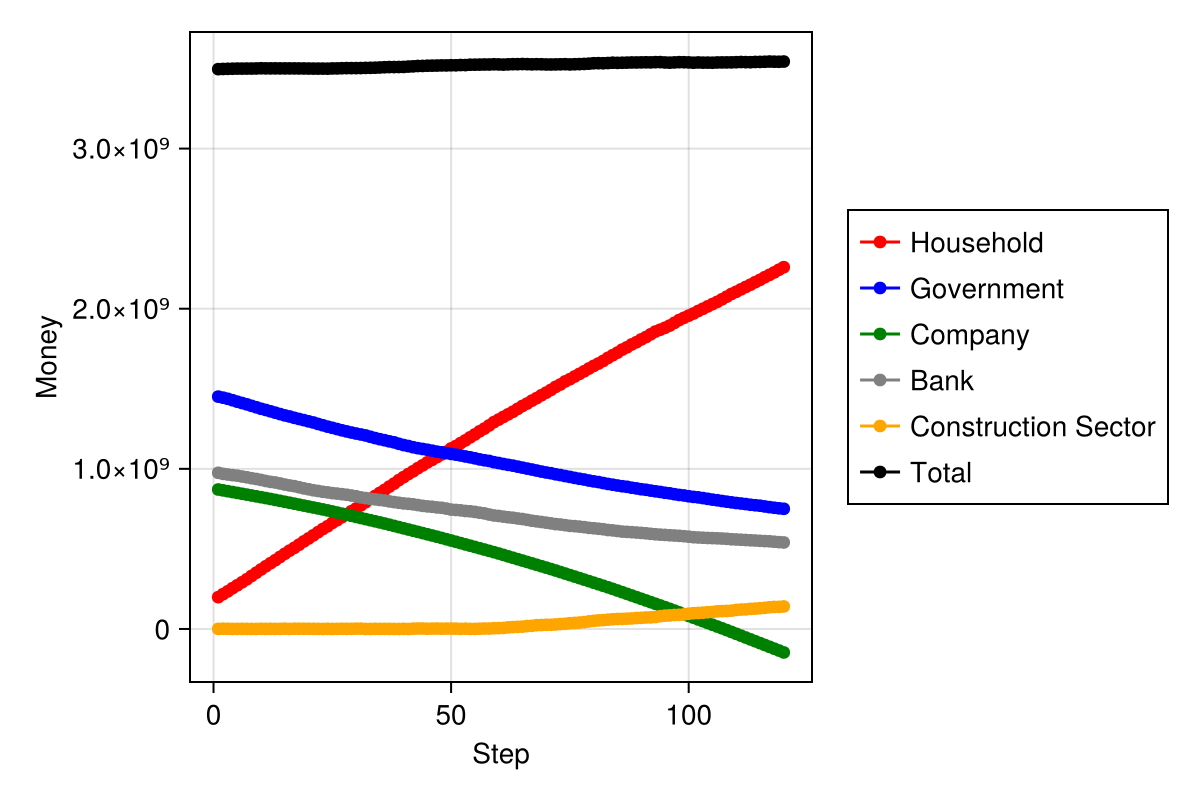 3.0×10⁹
2.0×10⁹
1.0×10⁹
0
Money
0
50
100
Step
Household
Government
Company
Bank
Construction Sector
Total